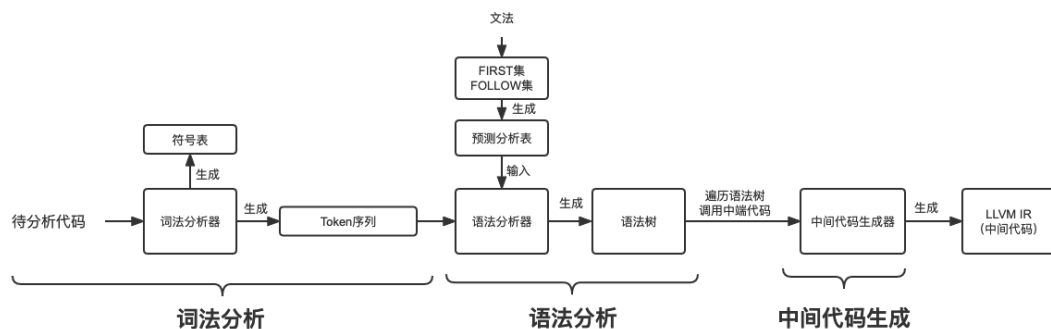 文法
FIRST集
FOLLOW集
生成
预测分析表
输入
符号表
生成
待分析代码
词法分析器
生成
Token序列
语法分析器
生成
语法树
遍历语法树
调用中端代码
中间代码生成器
生成
LLVM IR
(中间代码)
词法分析
语法分析
中间代码生成